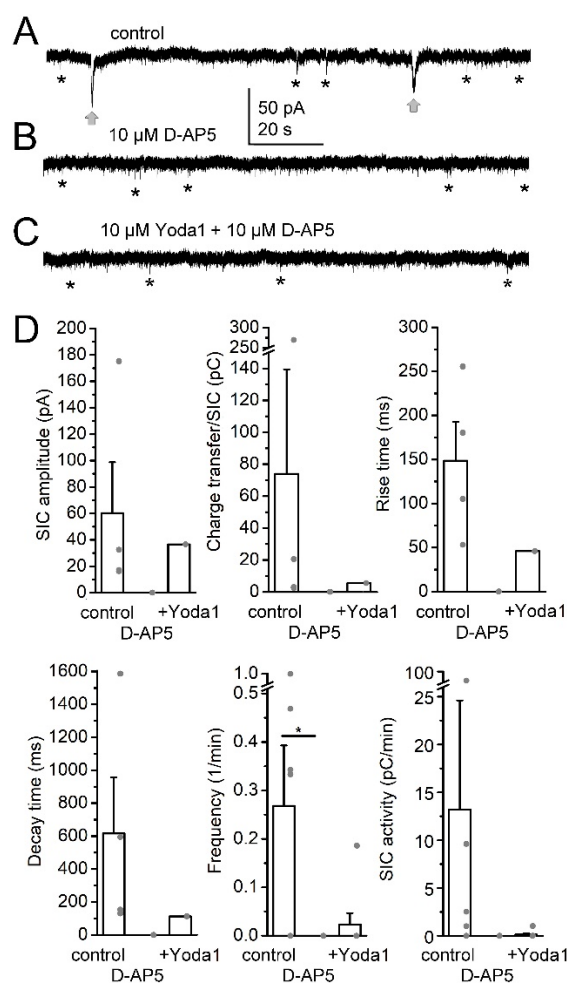 A
control
* * * * *
50 pA
20 s
B
10 µM D-AP5
* * * * *
C
10 µM Yoda1 + 10 µM D-AP5
* * * *
D
SIC amplitude (pA)
200
180
160
140
120
100
80
60
40
20
0
control +Yoda1
D-AP5
Charge transfer/SIC (pC)
300
250
140
120
100
80
60
40
20
0
control +Yoda1
D-AP5
Rise time (ms)
300
250
200
150
100
50
0
control +Yoda1
D-AP5
Decay time (ms)
1600
1400
1200
1000
800
600
400
200
0
control +Yoda1
D-AP5
Frequency (1/min)
1.0
0.5
0.4
0.3
0.2
0.1
0.0
*
control +Yoda1
D-AP5
SIC activity (pC/min)
100
25
20
15
10
5
0
control +Yoda1
D-AP5